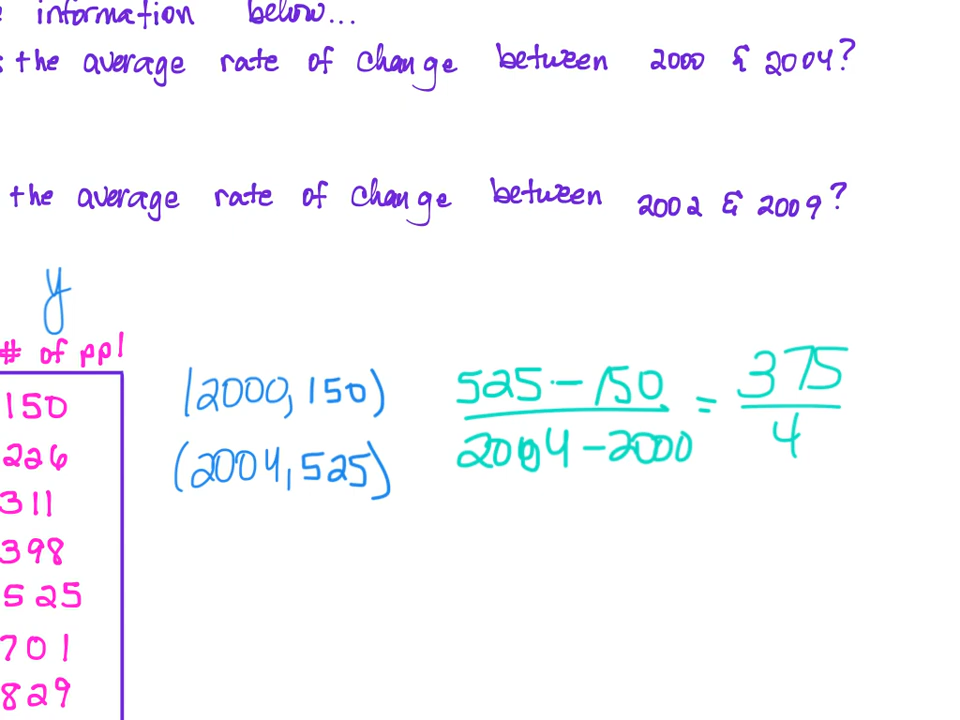 information below...
the average rate of change between 2000 & 2004?
the average rate of change between 2002 & 2009?
y
# of ppl
150
226
311
398
525
701
829
(2000, 150)
(2004, 525)
525 - 150 / 2004 - 2000 = 375 / 4